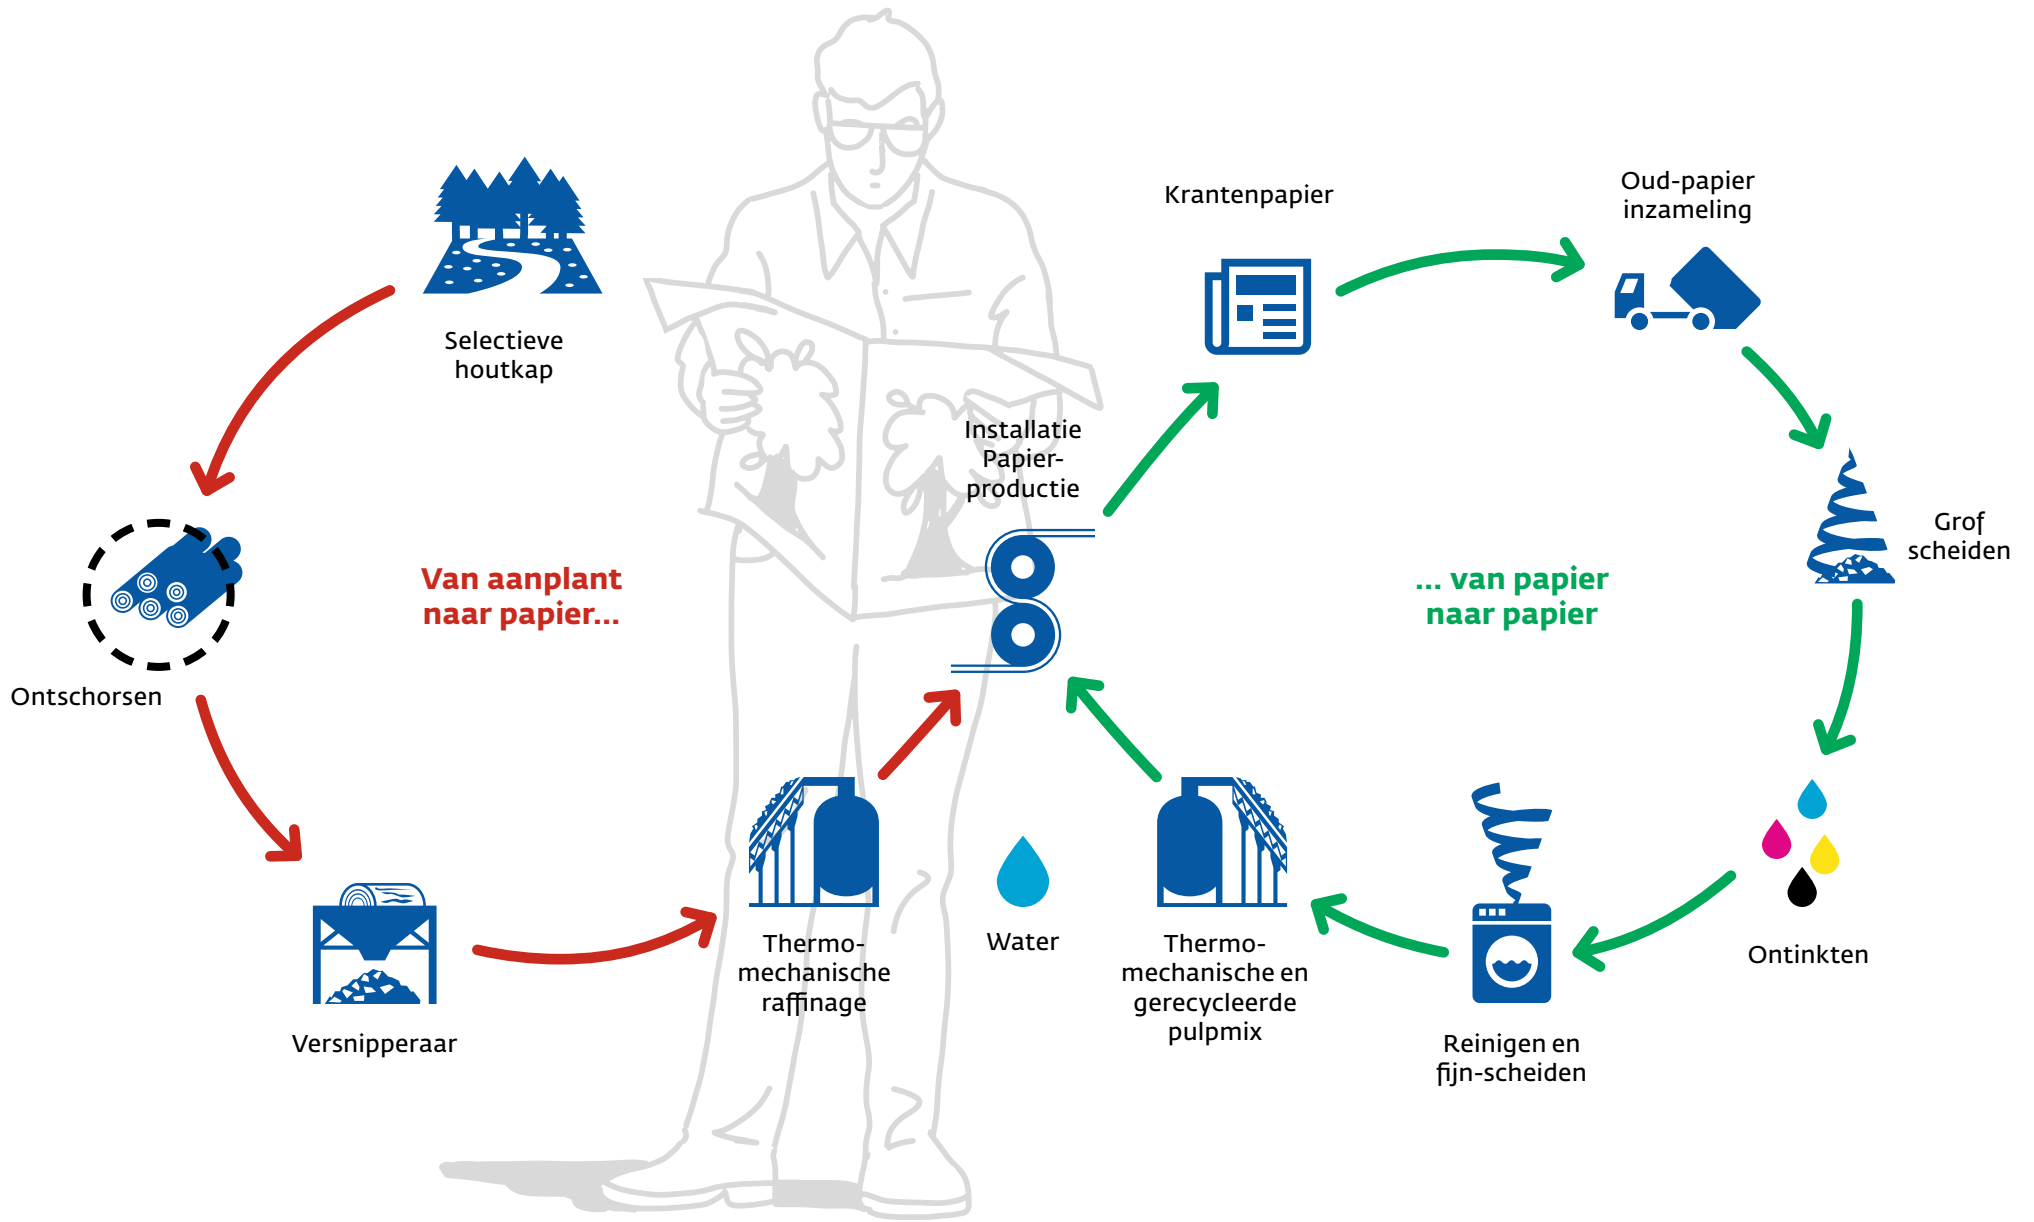 Selectieve
houtkap
Ontschorsen
Van aanplant
naar papier...
Versnipperaar
Thermo-
mechanische
raffinage
Water
Installatie
Papier-
productie
Krantenpapier
Oud-papier
inzameling
Grof
scheiden
... van papier
naar papier
Ontinkten
Reinigen en
fijn-scheiden
Thermo-
mechanische en
gerecycleerde
pulpmix